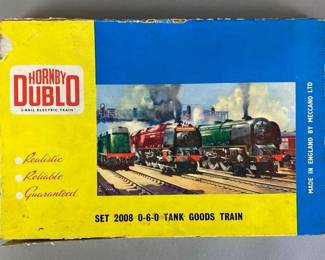 HORNBY
DUBLO
2-RAIL ELECTRIC TRAIN
Realistic
Reliable
Guaranteed
SET 2008 0-6-0 TANK GOODS TRAIN
MADE IN ENGLAND BY MECCANO LTD